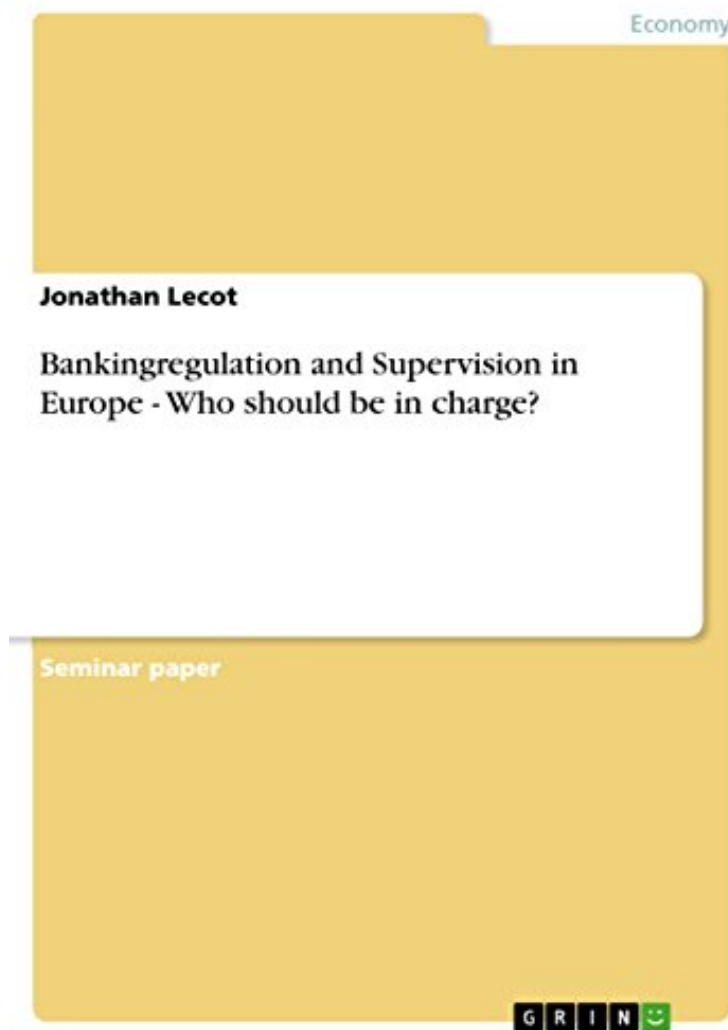 Economy
Jonathan Lecot
Bankingregulation and Supervision in
Europe - Who should be in charge?
Seminar paper
GRIN